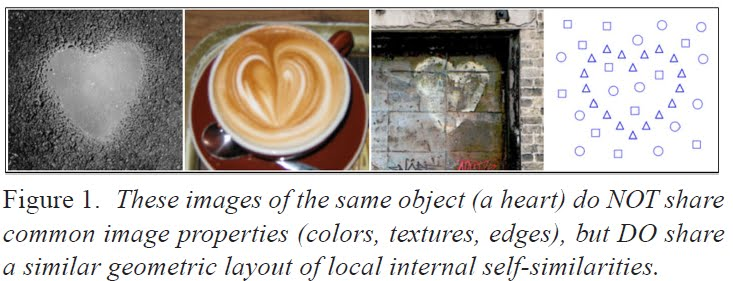 Figure 1. These images of the same object (a heart) do NOT share
common image properties (colors, textures, edges), but DO share
a similar geometric layout of local internal self-similarities.